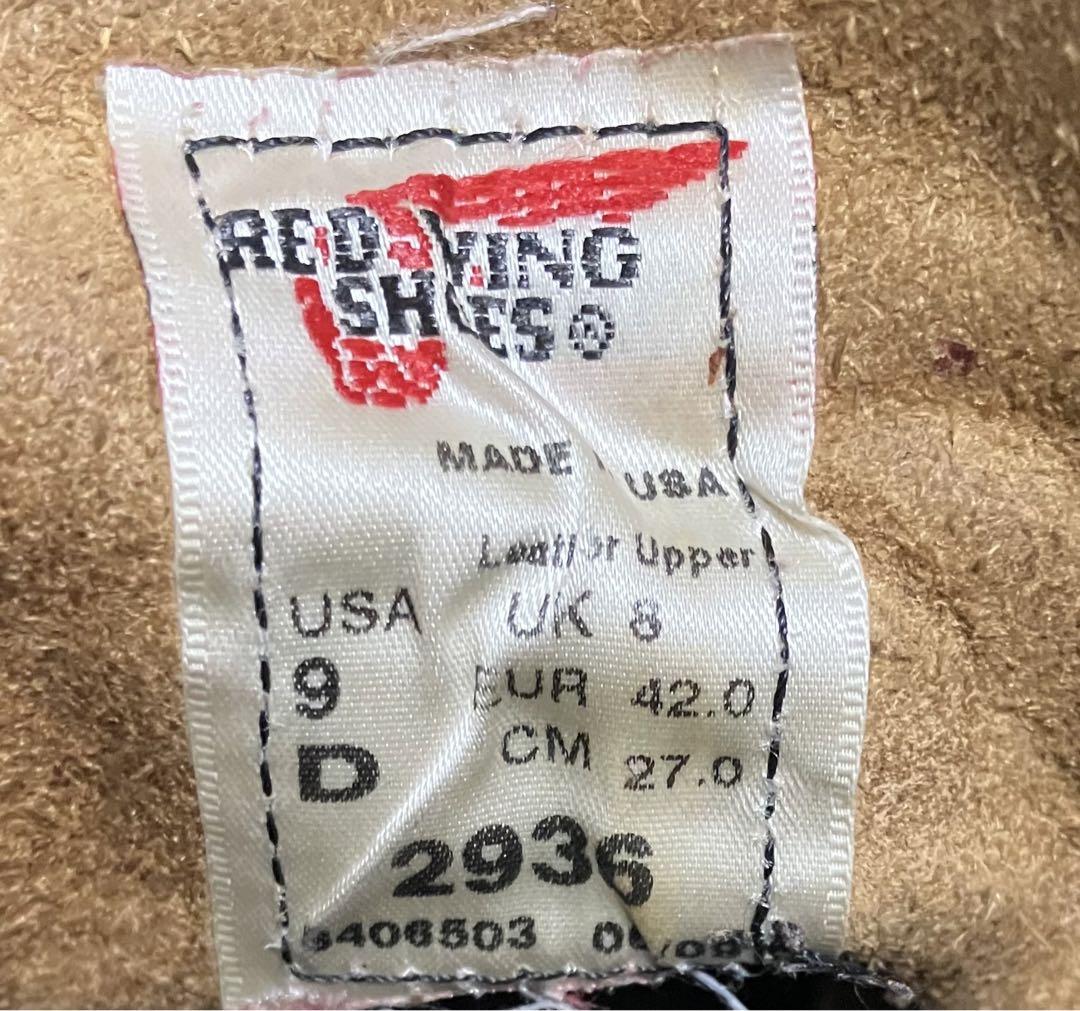 RED WING
SHOES®
MADE USA
Leather Upper
USA UK 8
9 EUR 42.0
D CM 27.0
2936